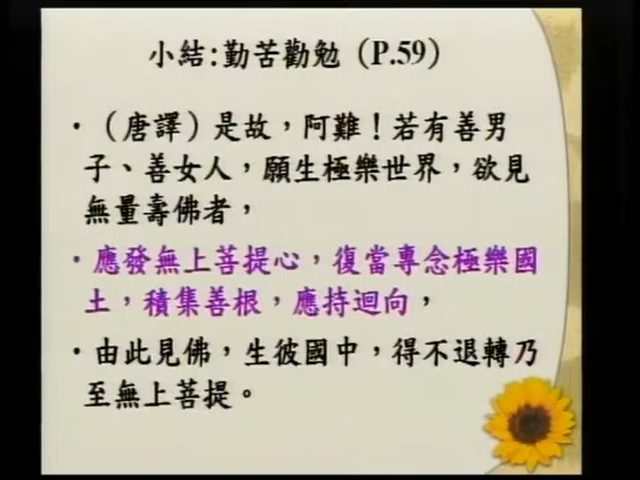 小結:勤苦勸勉（P.59）
·（唐譯）是故，阿難！若有善男
子、善女人，願生極樂世界，欲見
無量壽佛者，
·應發無上菩提心，復當專念極樂國
土，積集善根，應持迴向，
·由此見佛，生彼國中，得不退轉乃
至無上菩提。